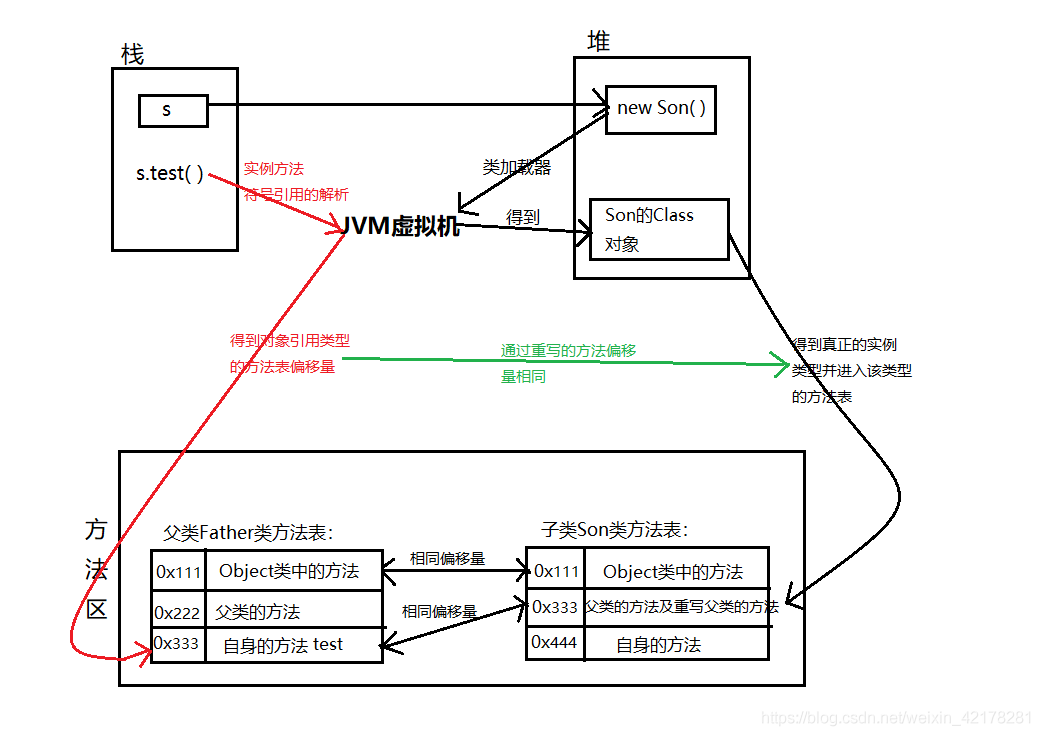 栈
堆
s
new Son( )
s.test( )
实例方法
符号引用的解析
类加载器
JVM虚拟机
得到
Son的Class
对象
得到对象引用类型
的方法表偏移量
通过重写的方法偏移
量相同
得到真正的实例
类型并进入该类型
的方法表
方
法
区
父类Father类方法表：
子类Son类方法表：
0x111 Object类中的方法
相同偏移量
0x111 Object类中的方法
0x222 父类的方法
相同偏移量
0x333 父类的方法及重写父类的方法
0x333 自身的方法 test
0x444 自身的方法
https://blog.csdn.net/weixin_42178281